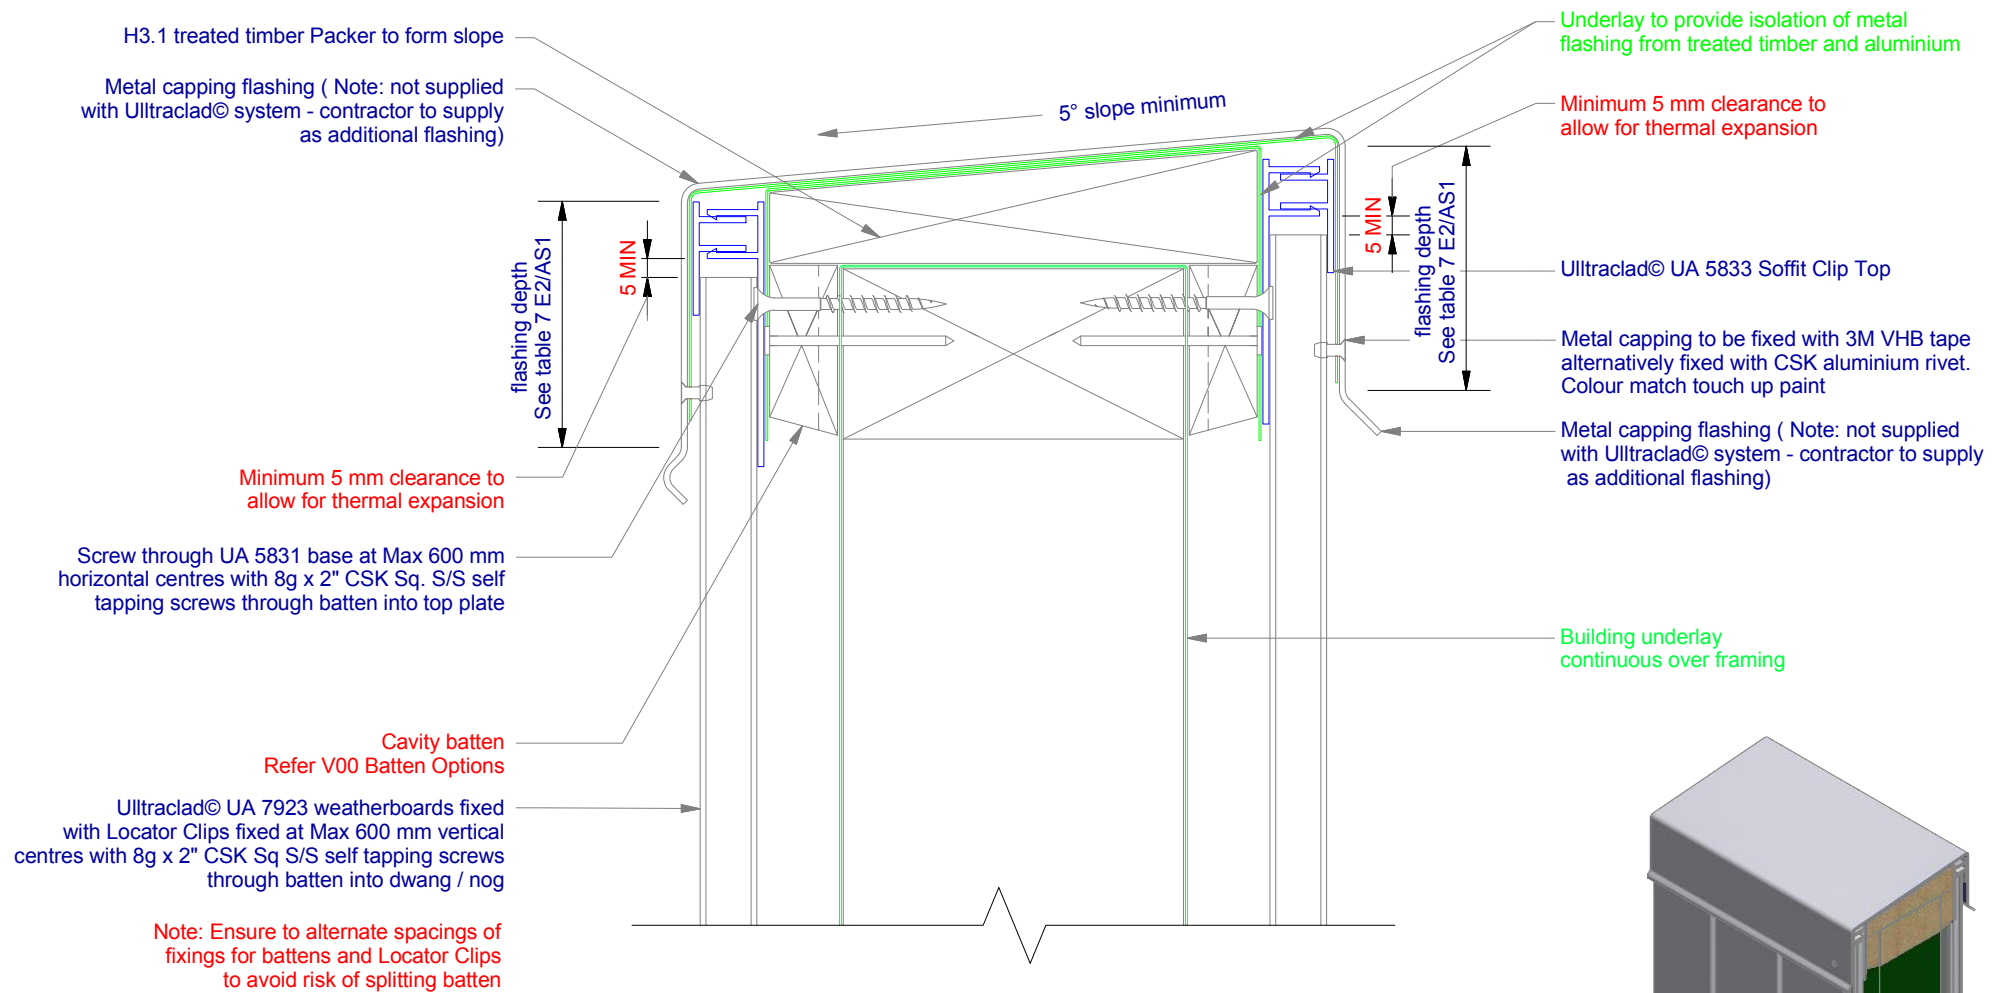 H3.1 treated timber Packer to form slope
Metal capping flashing ( Note: not supplied
with Ulltraclad© system - contractor to supply
as additional flashing)
5° slope minimum
Underlay to provide isolation of metal
flashing from treated timber and aluminium
Minimum 5 mm clearance to
allow for thermal expansion
flashing depth
See table 7 E2/AS1
5 MIN
5 MIN
flashing depth
See table 7 E2/AS1
Ulltraclad© UA 5833 Soffit Clip Top
Metal capping to be fixed with 3M VHB tape
alternatively fixed with CSK aluminium rivet.
Colour match touch up paint
Metal capping flashing ( Note: not supplied
with Ulltraclad© system - contractor to supply
as additional flashing)
Minimum 5 mm clearance to
allow for thermal expansion
Screw through UA 5831 base at Max 600 mm
horizontal centres with 8g x 2" CSK Sq. S/S self
tapping screws through batten into top plate
Building underlay
continuous over framing
Cavity batten
Refer V00 Batten Options
Ulltraclad© UA 7923 weatherboards fixed
with Locator Clips fixed at Max 600 mm vertical
centres with 8g x 2" CSK Sq S/S self tapping screws
through batten into dwang / nog
Note: Ensure to alternate spacings of
fixings for battens and Locator Clips
to avoid risk of splitting batten